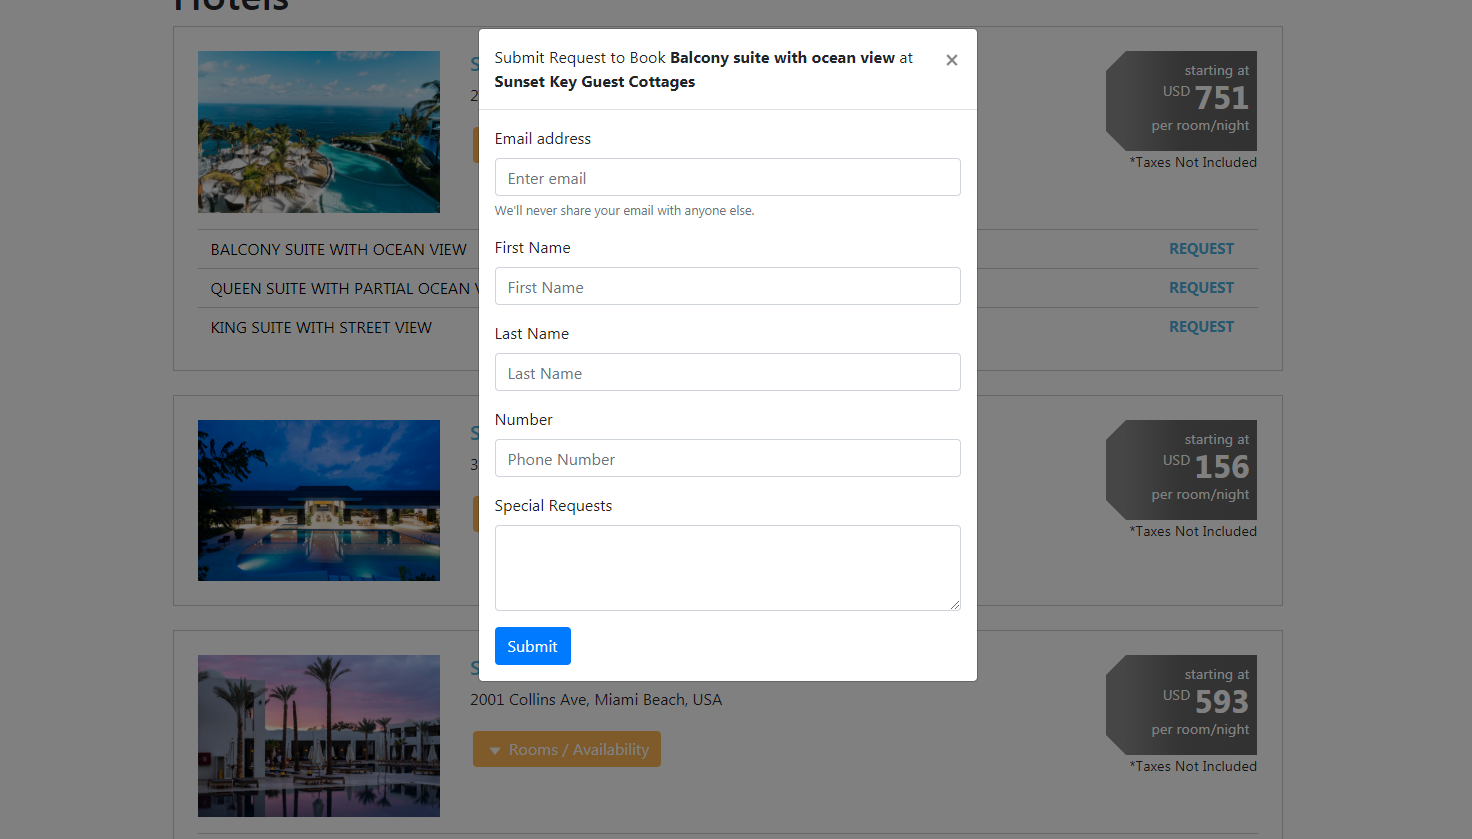 Hotels
Submit Request to Book Balcony suite with ocean view at
Sunset Key Guest Cottages
×
Email address
Enter email
We'll never share your email with anyone else.
First Name
First Name
Last Name
Last Name
Number
Phone Number
Special Requests
Submit
starting at
USD 751
per room/night
*Taxes Not Included
BALCONY SUITE WITH OCEAN VIEW
REQUEST
QUEEN SUITE WITH PARTIAL OCEAN
REQUEST
KING SUITE WITH STREET VIEW
REQUEST
starting at
USD 156
per room/night
*Taxes Not Included
2001 Collins Ave, Miami Beach, USA
Rooms / Availability
starting at
USD 593
per room/night
*Taxes Not Included